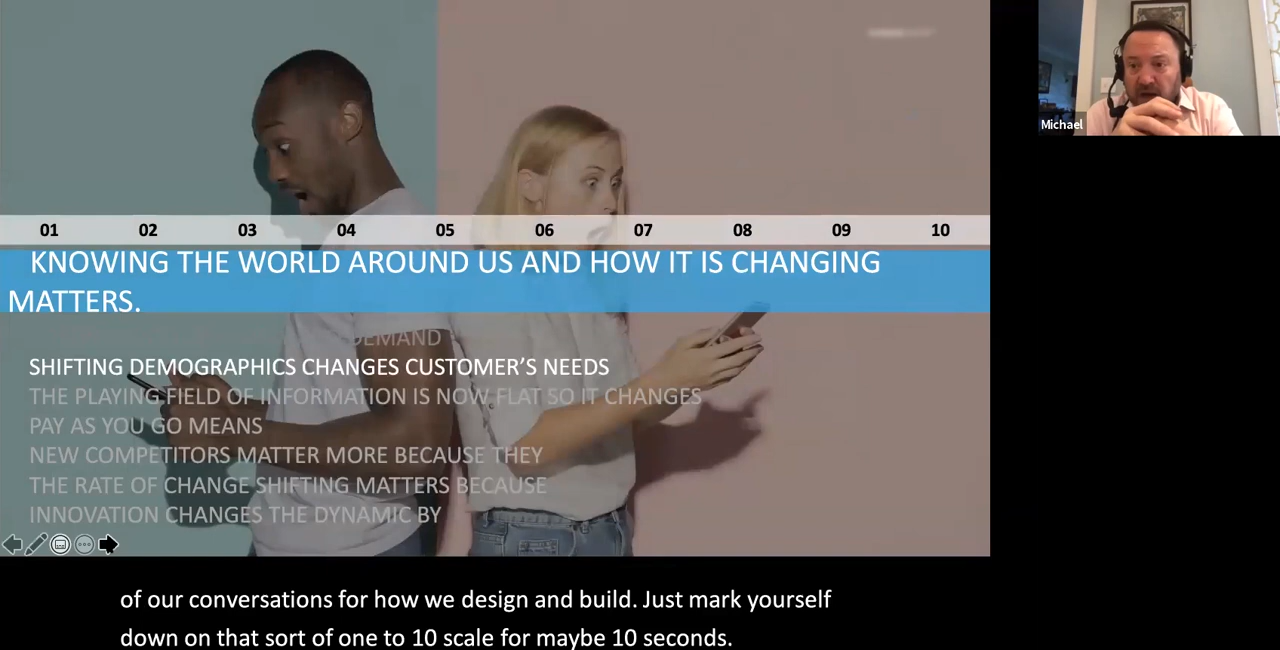 Michael
01 02 03 04 05 06 07 08 09 10
KNOWING THE WORLD AROUND US AND HOW IT IS CHANGING
MATTERS.
DEMAND
SHIFTING DEMOGRAPHICS CHANGES CUSTOMER’S NEEDS
THE PLAYING FIELD OF INFORMATION IS NOW FLAT SO IT CHANGES
PAY AS YOU GO MEANS
NEW COMPETITORS MATTER MORE BECAUSE THEY
THE RATE OF CHANGE SHIFTING MATTERS BECAUSE
INNOVATION CHANGES THE DYNAMIC BY
of our conversations for how we design and build. Just mark yourself
down on that sort of one to 10 scale for maybe 10 seconds.